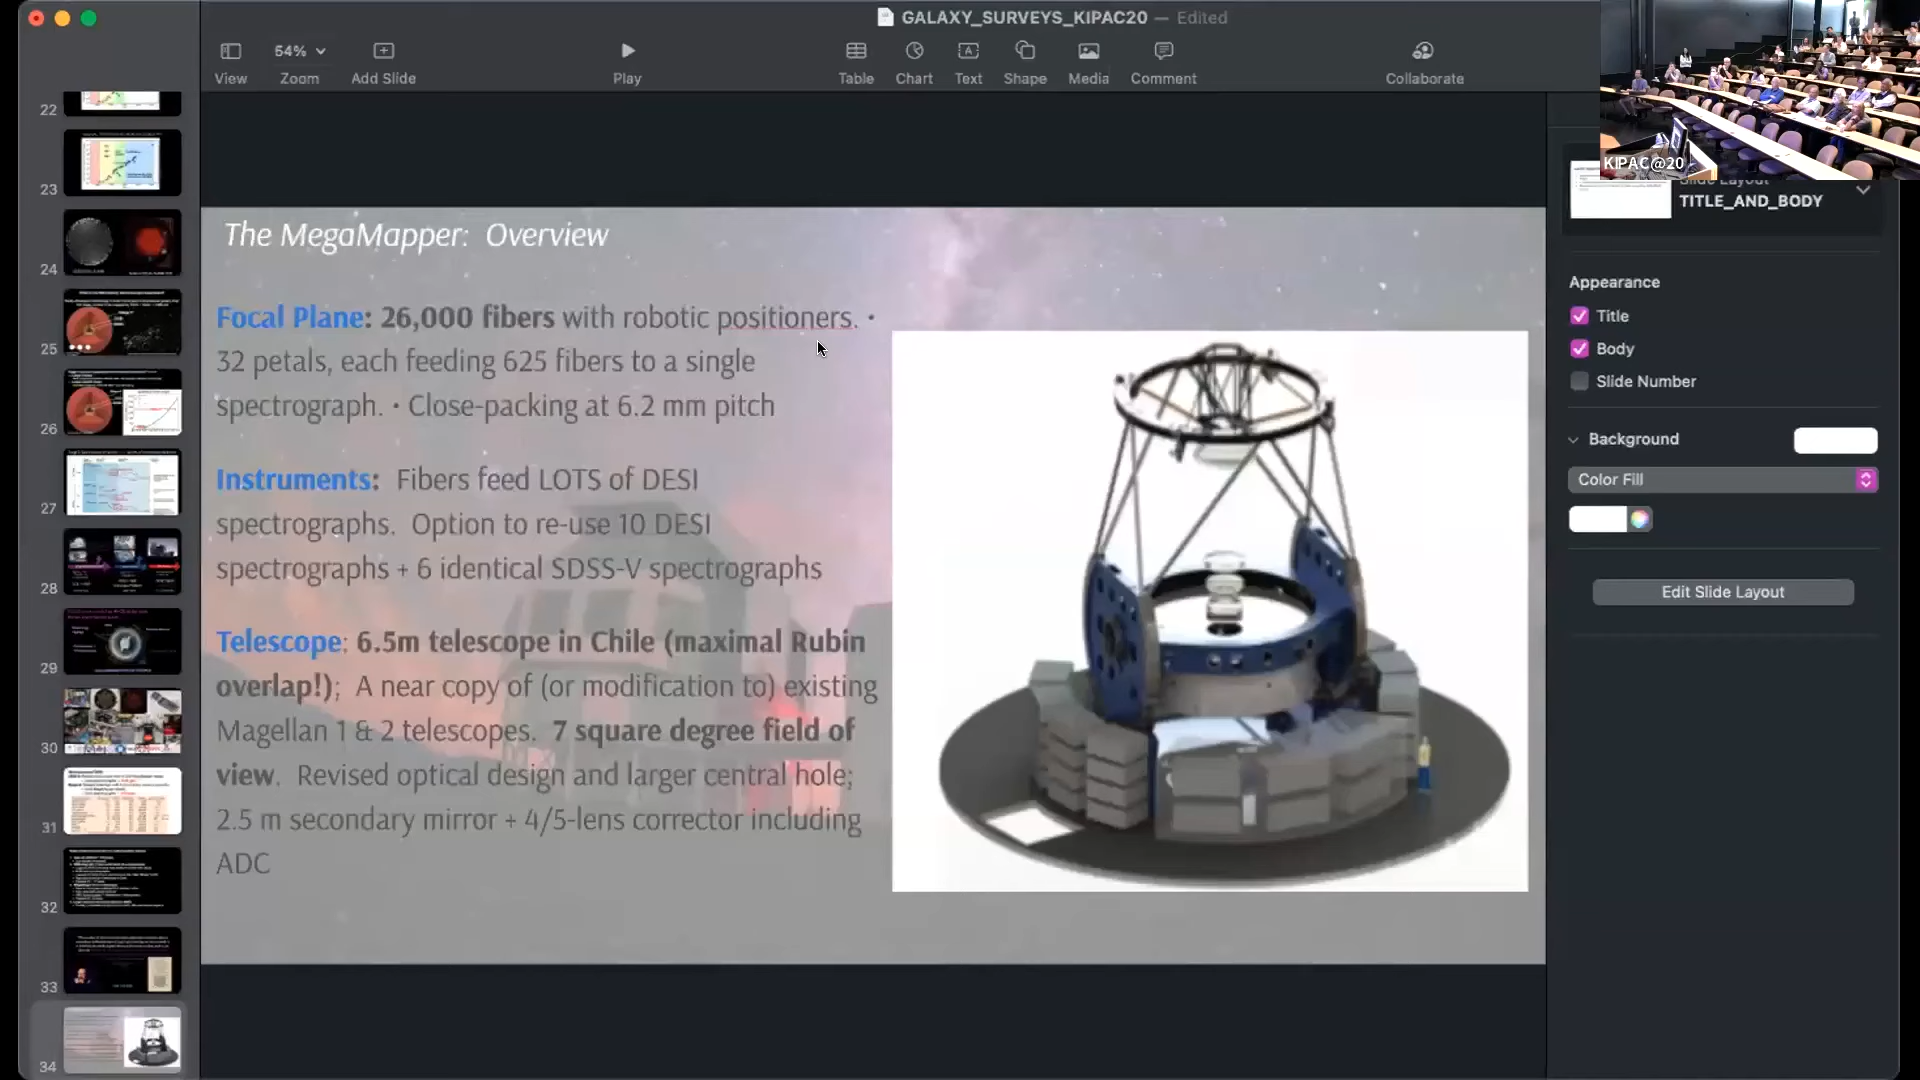 GALAXY_SURVEYS_KIPAC20 — Edited
54%
View
Zoom
Add Slide
Play
Table
Chart
Text
Shape
Media
Comment
Collaborate
KIPAC@20
22
23
24
25
26
27
28
29
30
31
32
33
34
The MegaMapper: Overview
Focal Plane: 26,000 fibers with robotic positioners. •
32 petals, each feeding 625 fibers to a single
spectrograph. • Close-packing at 6.2 mm pitch
Instruments: Fibers feed LOTS of DESI
spectrographs. Option to re-use 10 DESI
spectrographs + 6 identical SDSS-V spectrographs
Telescope: 6.5m telescope in Chile (maximal Rubin
overlap!); A near copy of (or modification to) existing
Magellan 1 & 2 telescopes. 7 square degree field of
view. Revised optical design and larger central hole;
2.5 m secondary mirror + 4/5-lens corrector including
ADC
Slide Layout
TITLE_AND_BODY
Appearance
Title
Body
Slide Number
Background
Color Fill
Edit Slide Layout